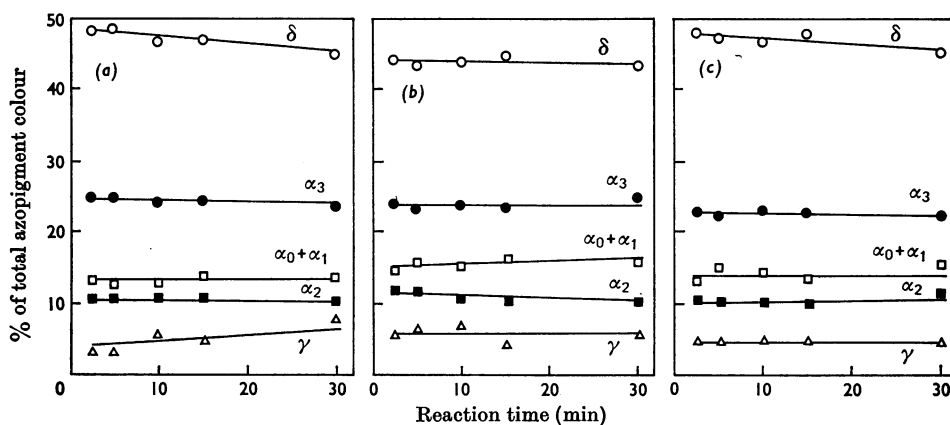 50
40
30
20
10
0
% of total azopigment colour
(a)
δ
α₃
α₀+α₁
α₂
γ
10
20
30
0
(b)
δ
α₃
α₀+α₁
α₂
γ
10
20
30
0
(c)
δ
α₃
α₀+α₁
α₂
γ
10
20
30
Reaction time (min)